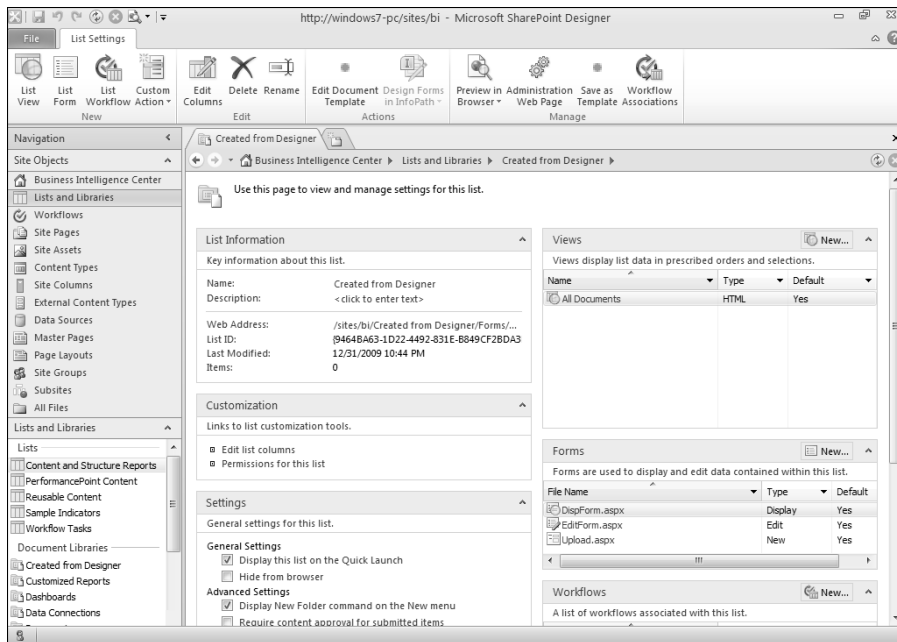 http://windows7-pc/sites/bi - Microsoft SharePoint Designer
File
List Settings
List View
List Form
List Workflow
Custom Action
New
Edit Columns
Delete
Rename
Edit
Edit Document Template
Design Forms in InfoPath
Actions
Preview in Browser
Administration Web Page
Save as Template
Workflow Associations
Manage
Navigation
Site Objects
Business Intelligence Center
Lists and Libraries
Workflows
Site Pages
Site Assets
Content Types
Site Columns
External Content Types
Data Sources
Master Pages
Page Layouts
Site Groups
Subsites
All Files
Lists and Libraries
Lists
Content and Structure Reports
PerformancePoint Content
Reusable Content
Sample Indicators
Workflow Tasks
Document Libraries
Created from Designer
Customized Reports
Dashboards
Data Connections
Created from Designer
Business Intelligence Center Lists and Libraries Created from Designer
Use this page to view and manage settings for this list.
List Information
Key information about this list.
Name: Created from Designer
Description: <click to enter text>
Web Address: /sites/bi/Created from Designer/Forms/...
List ID: {9464BA63-1D22-4492-831E-B849CF2BDA3
Last Modified: 12/31/2009 10:44 PM
Items: 0
Customization
Links to list customization tools.
Edit list columns
Permissions for this list
Settings
General settings for this list.
General Settings
Display this list on the Quick Launch
Hide from browser
Advanced Settings
Display New Folder command on the New menu
Require content approval for submitted items
Views New...
Views display list data in prescribed orders and selections.
Name Type Default
All Documents HTML Yes
Forms New...
Forms are used to display and edit data contained within this list.
File Name Type Default
DispForm.aspx Display Yes
EditForm.aspx Edit Yes
Upload.aspx New Yes
Workflows New...
A list of workflows associated with this list.